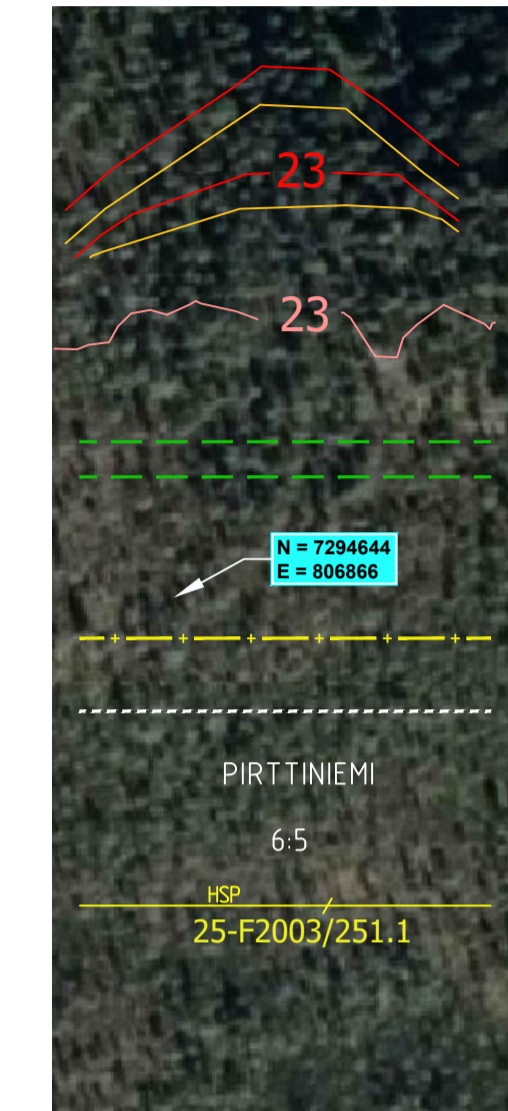 23
23
N = 7294644
E = 806866
PIRTTINIEMI
6:5
HSP
25-F2003/251.1